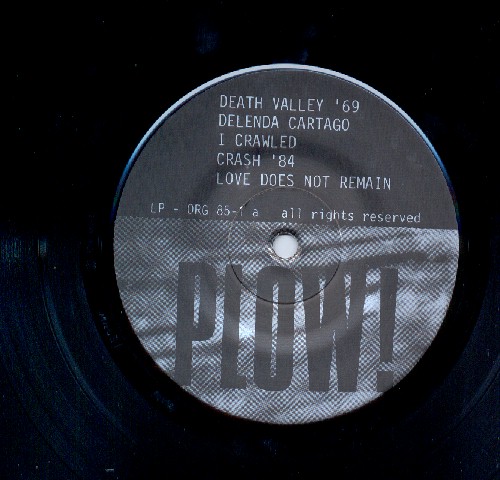 DEATH VALLEY '69
DELENDA CARTAGO
I CRAWLED
CRASH '84
LOVE DOES NOT REMAIN
LP - ORG 85-1 a all rights reserved
PLOW!